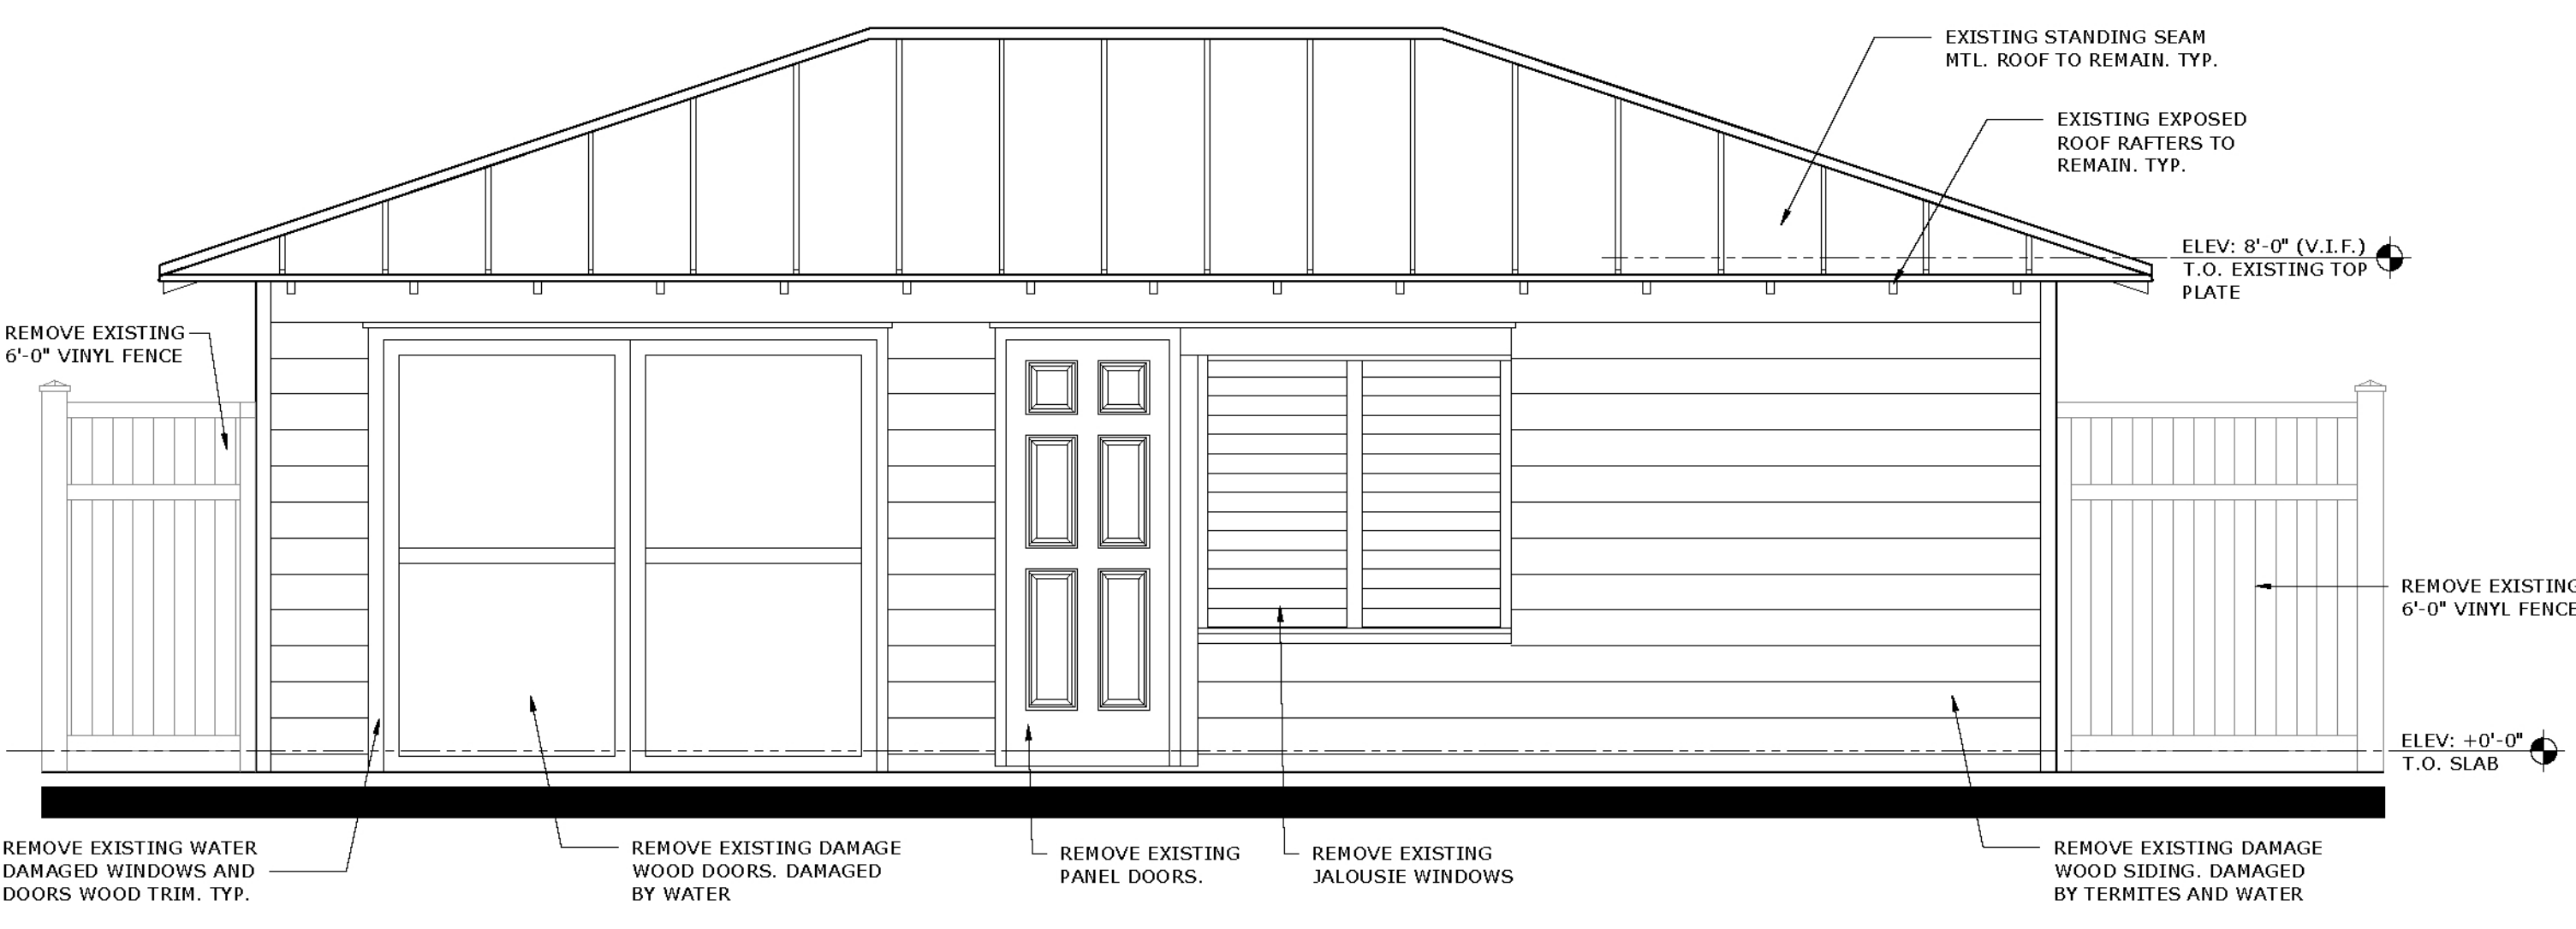 EXISTING STANDING SEAM
MTL. ROOF TO REMAIN. TYP.
EXISTING EXPOSED
ROOF RAFTERS TO
REMAIN. TYP.
ELEV: 8'-0" (V.I.F.)
T.O. EXISTING TOP
PLATE
REMOVE EXISTING
6'-0" VINYL FENCE
REMOVE EXISTING
6'-0" VINYL FENCE
ELEV: +0'-0"
T.O. SLAB
REMOVE EXISTING WATER
DAMAGED WINDOWS AND
DOORS WOOD TRIM. TYP.
REMOVE EXISTING DAMAGE
WOOD DOORS. DAMAGED
BY WATER
REMOVE EXISTING
PANEL DOORS.
REMOVE EXISTING
JALOUSIE WINDOWS
REMOVE EXISTING DAMAGE
WOOD SIDING. DAMAGED
BY TERMITES AND WATER